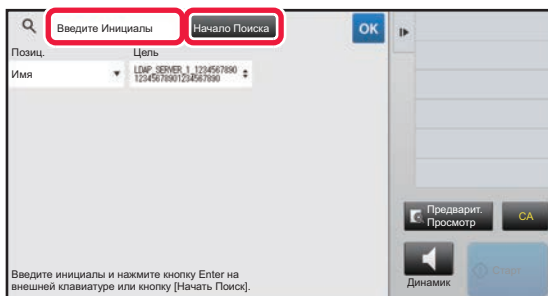 Введите Инициалы
Начало Поиска
OK
Позиц.
Цель
Имя
LDAP_SERVER_1_1234567890
12345678901234567890
Предварит.
Просмотр
CA
Введите инициалы и нажмите кнопку Enter на
внешней клавиатуре или кнопку [Начать Поиск].
Динамик
Старт